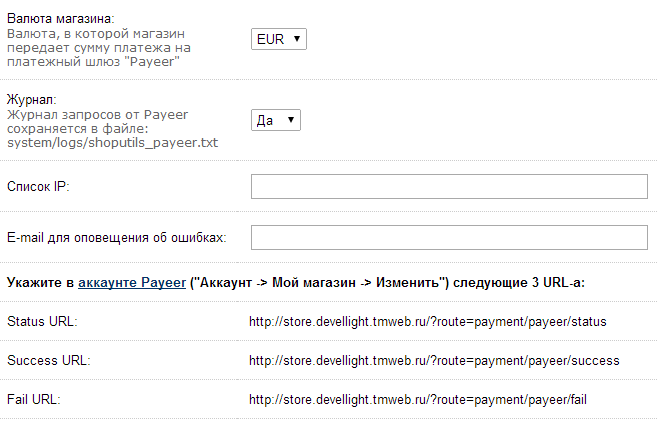 Валюта магазина:
Валюта, в которой магазин
передает сумму платежа на
платежный шлюз "Payeer"
EUR
Журнал:
Журнал запросов от Payeer
сохраняется в файле:
system/logs/shoputils_payeer.txt
Да
Список IP:
E-mail для оповещения об ошибках:
Укажите в аккаунте Payeer ("Аккаунт -> Мой магазин -> Изменить") следующие 3 URL-а:
Status URL: http://store.devellight.tmweb.ru/?route=payment/payeer/status
Success URL: http://store.devellight.tmweb.ru/?route=payment/payeer/success
Fail URL: http://store.devellight.tmweb.ru/?route=payment/payeer/fail